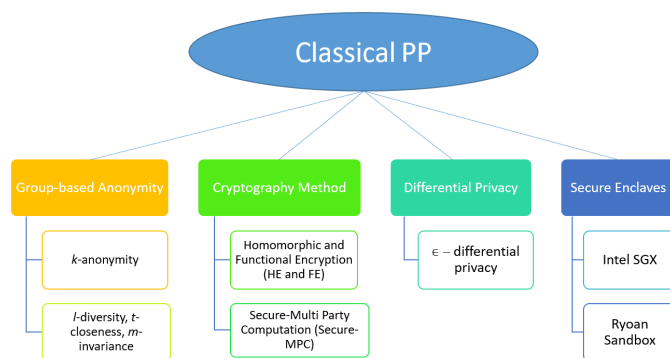 Classical PP
Group-based Anonymity
Cryptography Method
Differential Privacy
Secure Enclaves
k-anonymity
Homomorphic and
Functional Encryption
(HE and FE)
ϵ – differential
privacy
Intel SGX
l-diversity, t-
closeness, m-
invariance
Secure-Multi Party
Computation (Secure-
MPC)
Ryoan
Sandbox